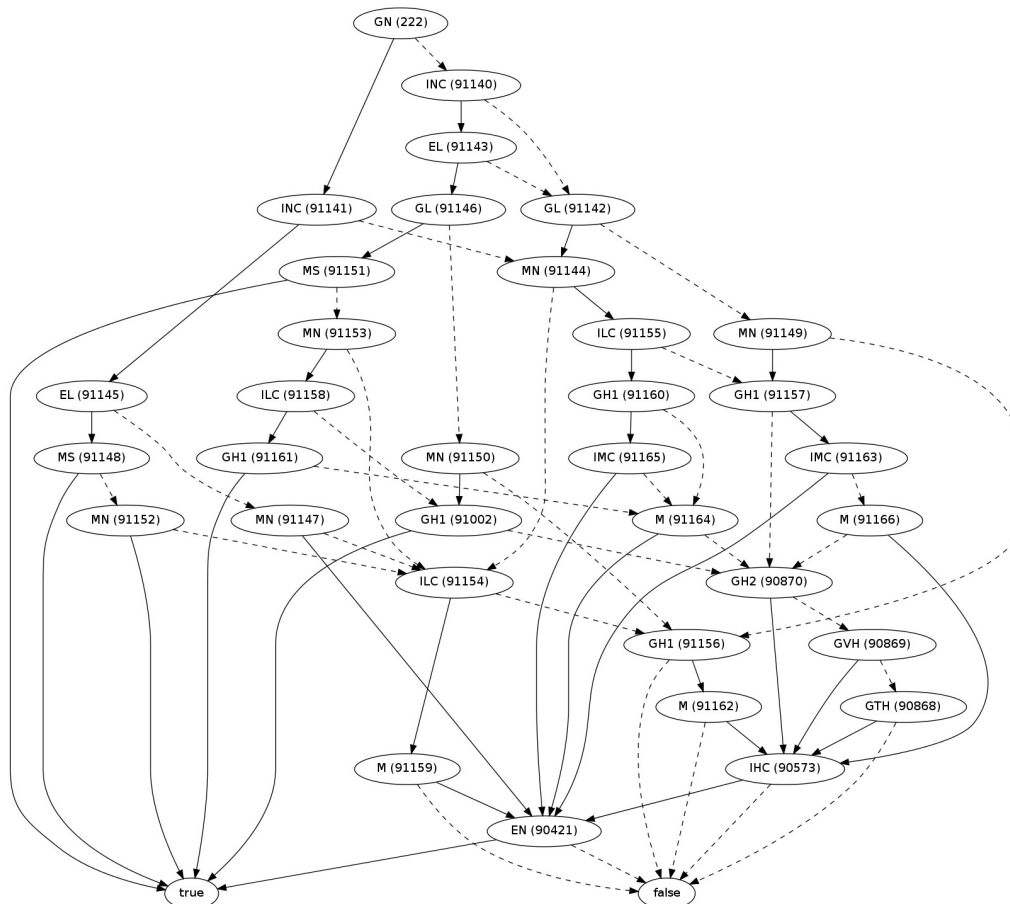 GN (222)
INC (91140)
EL (91143)
INC (91141)
GL (91146)
GL (91142)
MS (91151)
MN (91144)
MN (91153)
ILC (91155)
MN (91149)
EL (91145)
ILC (91158)
GH1 (91160)
GH1 (91157)
MS (91148)
GH1 (91161)
MN (91150)
IMC (91165)
IMC (91163)
MN (91152)
MN (91147)
GH1 (91002)
M (91164)
M (91166)
ILC (91154)
GH2 (90870)
GH1 (91156)
GVH (90869)
M (91162)
GTH (90868)
M (91159)
IHC (90573)
EN (90421)
true
false